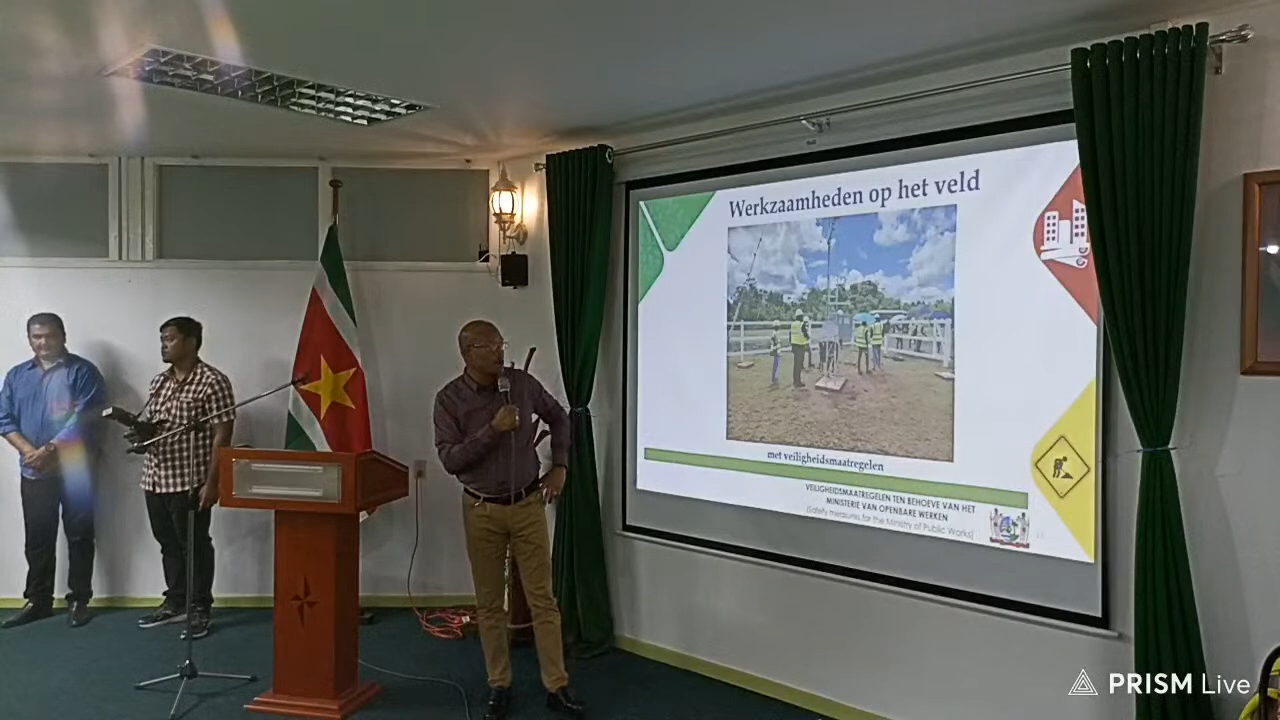 Werkzaamheden op het veld
met veiligheidsmaatregelen
VEILIGHEIDSMAATREGELEN TEN BEHOEVE VAN HET
MINISTERIE VAN OPENBARE WERKEN
(Safety measures for the Ministry of Public Works)
PRISM Live